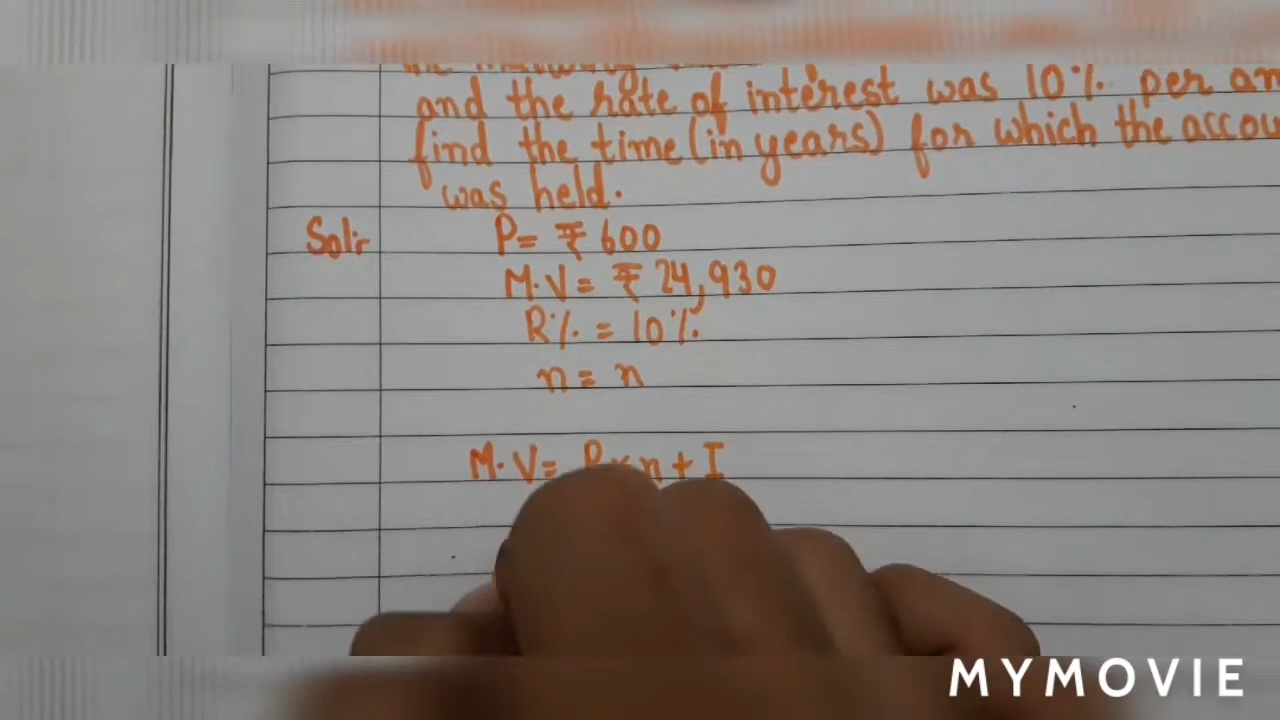 and the rate of interest was 10% per an
find the time (in years) for which the accou
was held.
Sol:-
P = ₹ 600
M.V = ₹ 24,930
R% = 10%
n = n
M.V = P × n + I
MYMOVIE